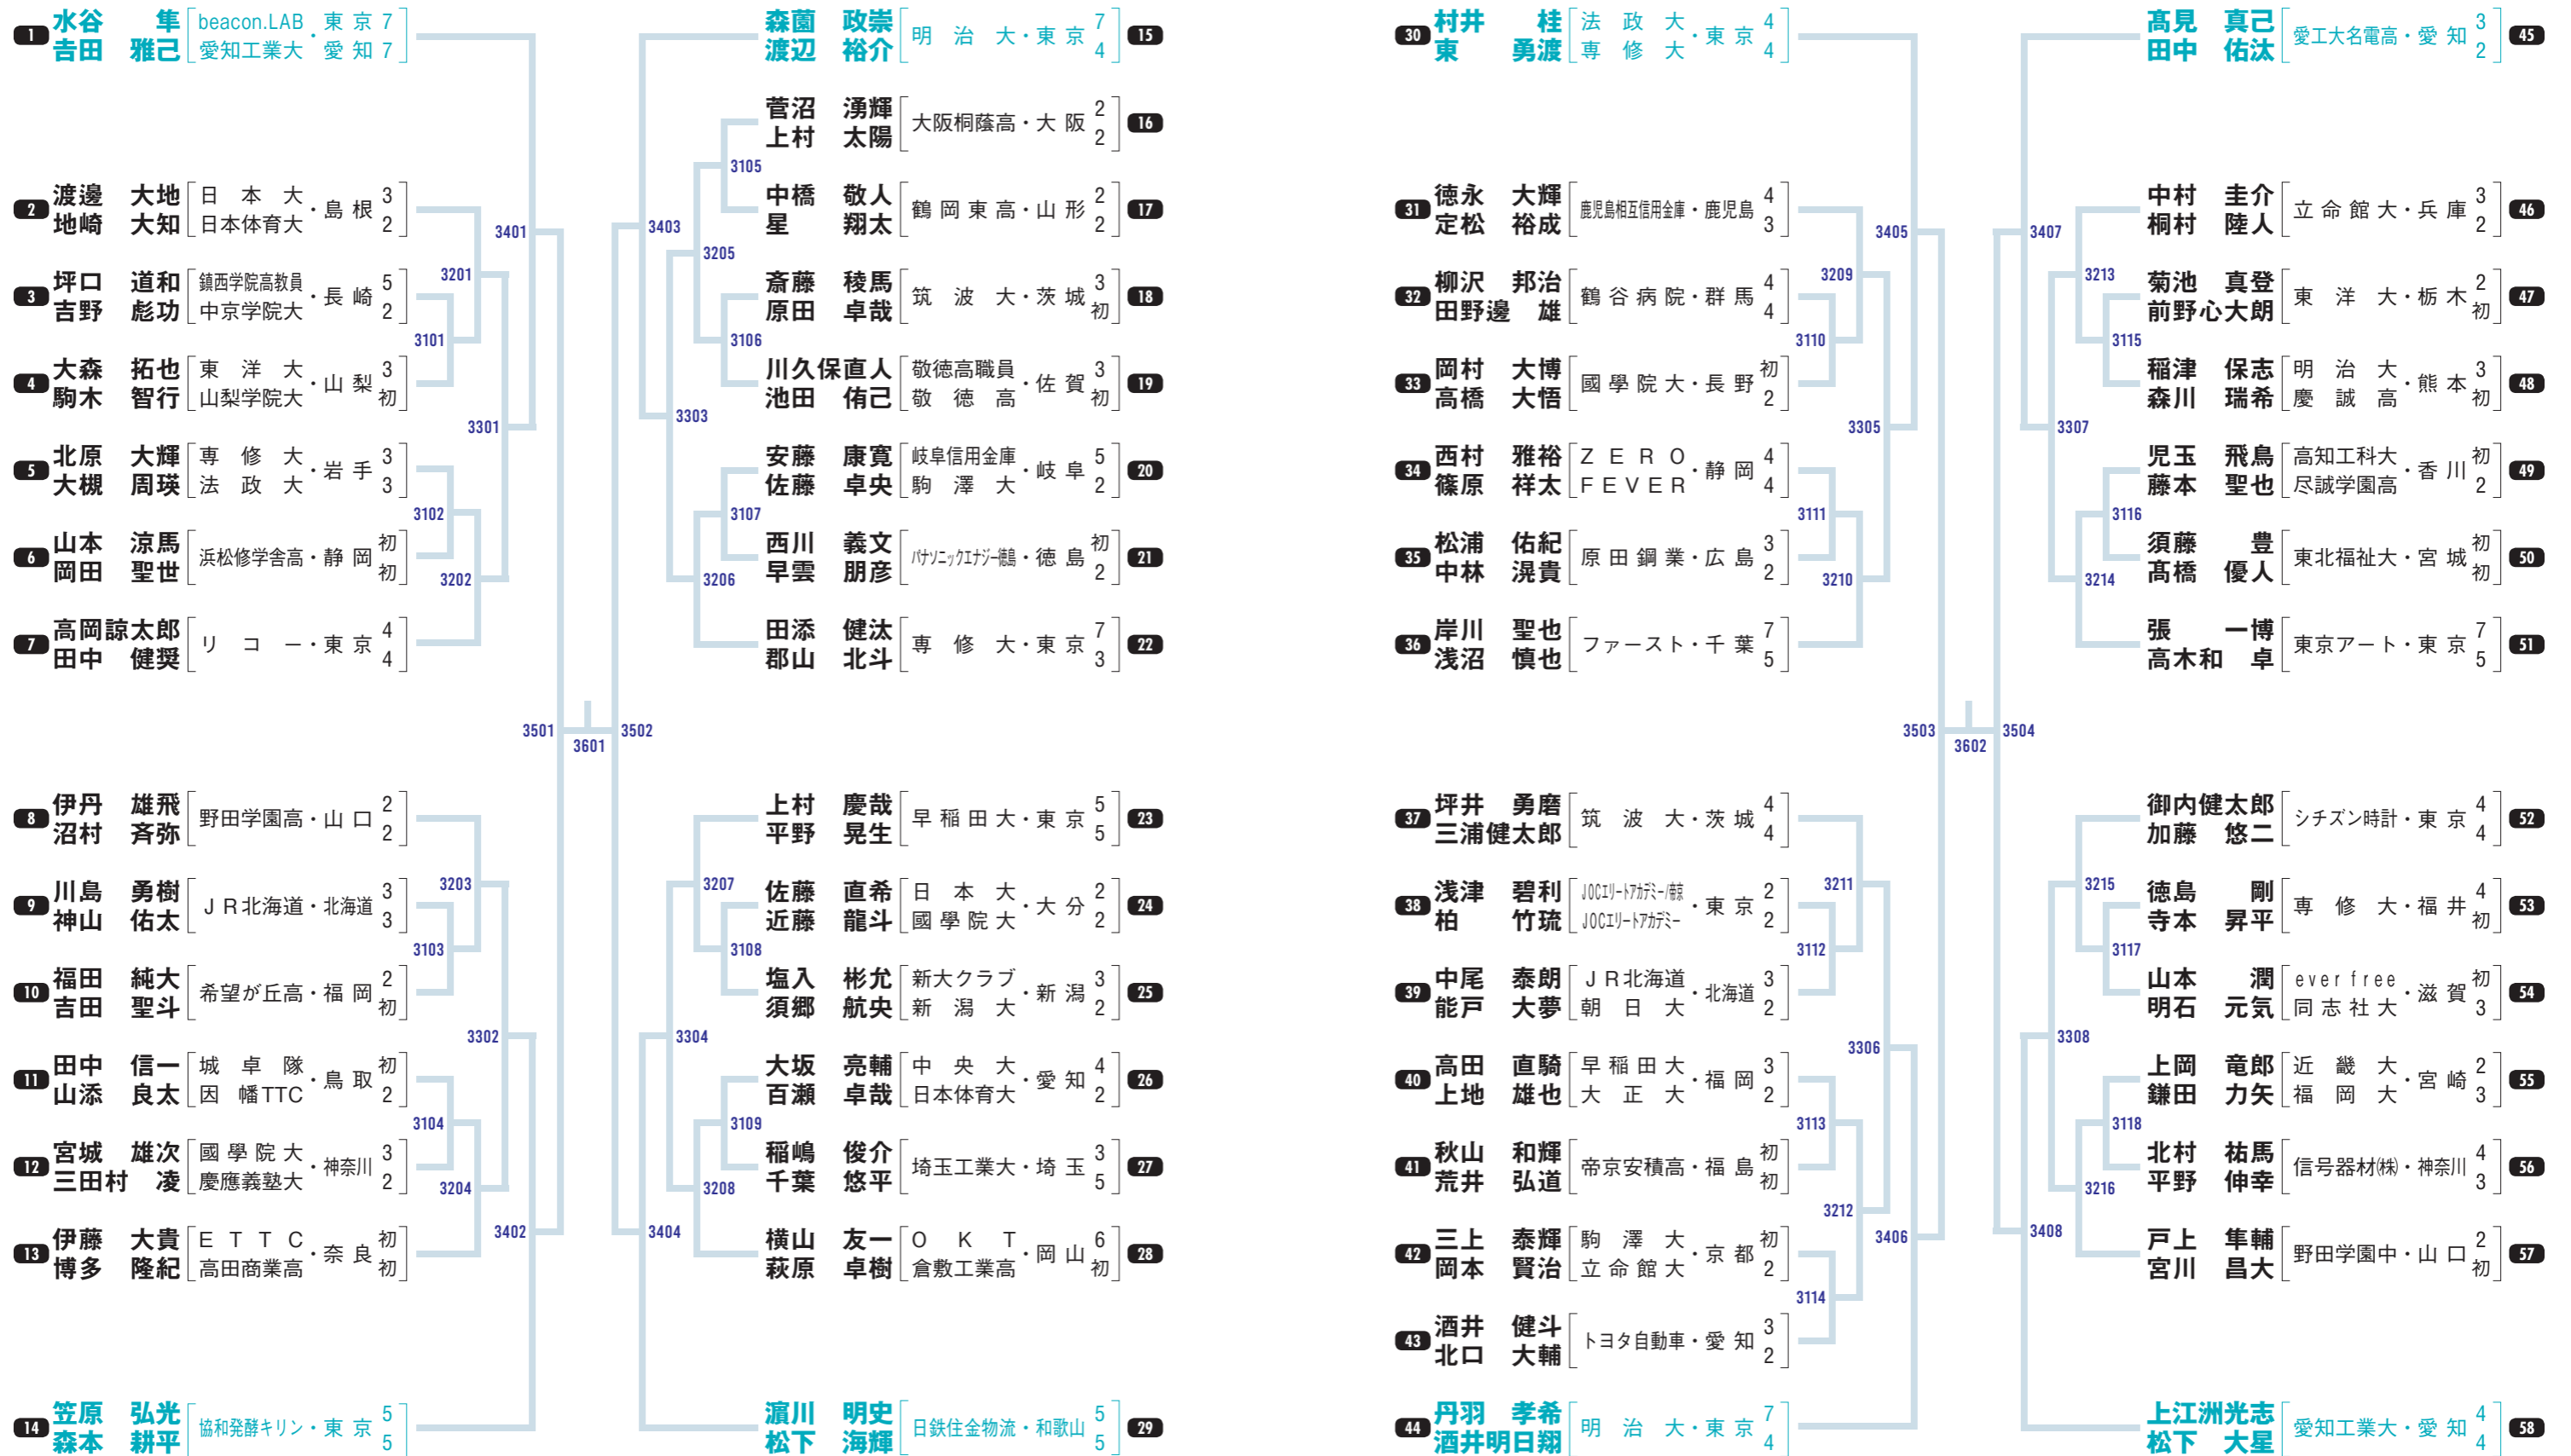 1 水谷 隼 beacon.LAB 東京 7
吉田 雅己 愛知工業大・愛知 7
2 渡邊 大地 日本大・島根 3
地崎 大知 日本体育大 2
3 坪口 道和 鎮西学院高教員・長崎 5
吉野 彪功 中京学院大 2
4 大森 拓也 東洋大・山梨 3
駒木 智行 山梨学院大 初
5 北原 大輝 専修大・岩手 3
大槻 周瑛 法政大 3
6 山本 涼馬 浜松修学舎高・静岡 初
岡田 聖世 初
7 高岡諒太郎 リコー・東京 4
田中 健奨 4
8 伊丹 雄飛 野田学園高・山口 2
沼村 斉弥 2
9 川島 勇樹 JR北海道・北海道 3
神山 佑太 3
10 福田 純大 希望が丘高・福岡 2
吉田 聖斗 初
11 田中 信一 城卓隊・鳥取 初
山添 良太 因幡TTC 2
12 宮城 雄次 國學院大・神奈川 3
三田村 凌 慶應義塾大 2
13 伊藤 大貴 ETTC・奈良 初
博多 隆紀 高田商業高 初
14 笠原 弘光 協和発酵キリン・東京 5
森本 耕平 5
3401
3201
3101
3301
3102
3202
3501
3601
3502
3203
3103
3302
3104
3204
3402
森薗 政崇 明治大・東京 7 15
渡辺 裕介 4
菅沼 湧輝 大阪桐蔭高・大阪 2 16
上村 太陽 2
中橋 敬人 鶴岡東高・山形 2 17
星 翔太 2
斎藤 稜馬 筑波大・茨城 3 18
原田 卓哉 初
川久保直人 敬徳高職員・佐賀 3 19
池田 侑己 敬徳高 初
安藤 康寛 岐阜信用金庫・岐阜 5 20
佐藤 卓央 駒澤大 2
西川 義文 パナソニックエナジー徳島・徳島 初 21
早雲 朋彦 2
田添 健汰 専修大・東京 7 22
郡山 北斗 3
上村 慶哉 早稲田大・東京 5 23
平野 晃生 5
佐藤 直希 日本大・大分 2 24
近藤 龍斗 國學院大 2
塩入 彬允 新大クラブ・新潟 3 25
須郷 航央 新潟大 2
大坂 亮輔 中央大・愛知 4 26
百瀬 卓哉 日本体育大 2
稲嶋 俊介 埼玉工業大・埼玉 3 27
千葉 悠平 5
横山 友一 OKT・岡山 6 28
萩原 卓樹 倉敷工業高 初
濵川 明史 日鉄住金物流・和歌山 5 29
松下 海輝 5
3105
3403
3205
3106
3303
3107
3206
3207
3108
3304
3109
3208
3404
30 村井 桂 法政大・東京 4
東 勇渡 専修大 4
31 徳永 大輝 鹿児島相互信用金庫・鹿児島 4
定松 裕成 3
32 柳沢 邦治 鶴谷病院・群馬 4
田野邊 雄 4
33 岡村 大博 國學院大・長野 初
高橋 大悟 2
34 西村 雅裕 ZERO・静岡 4
篠原 祥太 FEVER 4
35 松浦 佑紀 原田鋼業・広島 3
中林 滉貴 2
36 岸川 聖也 ファースト・千葉 7
浅沼 慎也 5
37 坪井 勇磨 筑波大・茨城 4
三浦健太郎 4
38 浅津 碧利 JOCエリートアカデミー/帝京・東京 2
柏 竹琉 JOCエリートアカデミー 2
39 中尾 泰朗 JR北海道・北海道 3
能戸 大夢 朝日大 2
40 高田 直騎 早稲田大・福岡 3
上地 雄也 大正大 2
41 秋山 和輝 帝京安積高・福島 初
荒井 弘道 初
42 三上 泰輝 駒澤大・京都 初
岡本 賢治 立命館大 2
43 酒井 健斗 トヨタ自動車・愛知 3
北口 大輔 2
44 丹羽 孝希 明治大・東京 7
酒井明日翔 4
3405
3209
3110
3305
3111
3210
3503
3602
3504
3211
3112
3306
3113
3212
3406
3114
髙見 真己 愛工大名電高・愛知 3 45
田中 佑汰 2
中村 圭介 立命館大・兵庫 3 46
桐村 陸人 2
菊池 真登 東洋大・栃木 2 47
前野心大朗 初
稲津 保志 明治大・熊本 3 48
森川 瑞希 慶誠高 初
児玉 飛鳥 高知工科大・香川 初 49
藤本 聖也 尽誠学園高 2
須藤 豊 東北福祉大・宮城 初 50
髙橋 優人 初
張 一博 東京アート・東京 7 51
高木和 卓 5
御内健太郎 シチズン時計・東京 4 52
加藤 悠二 4
徳島 剛 専修大・福井 4 53
寺本 昇平 初
山本 潤 ever free・滋賀 初 54
明石 元気 同志社大 3
上岡 竜郎 近畿大・宮崎 2 55
鎌田 力矢 福岡大 3
北村 祐馬 信号器材㈱・神奈川 4 56
平野 伸幸 3
戸上 隼輔 野田学園中・山口 2 57
宮川 昌大 初
上江洲光志 愛知工業大・愛知 4 58
松下 大星 4
3407
3213
3115
3307
3116
3214
3215
3117
3308
3118
3216
3408